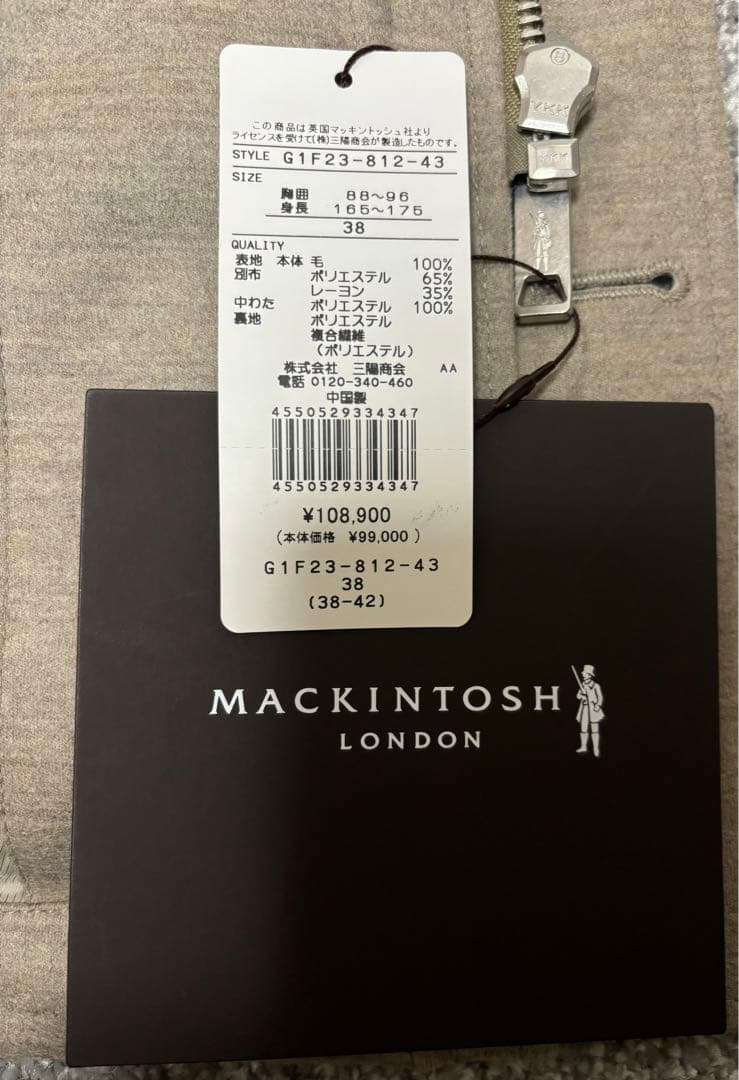 この商品は英国マッキントッシュ社より
ライセンスを受けて(株)三陽商会が製造したものです。
STYLE G1F23-812-43
SIZE
胸囲 88~96
身長 165~175
38
QUALITY
表地 本体 毛 100%
別布 ポリエステル 65%
レーヨン 35%
中わた ポリエステル 100%
裏地 ポリエステル
複合繊維
(ポリエステル)
株式会社 三陽商会 AA
電話 0120-340-460
中国製
4550529334347
4550529334347
¥108,900
(本体価格 ¥99,000)
G1F23-812-43
38
(38-42)
YKK
YKK
MACKINTOSH
LONDON